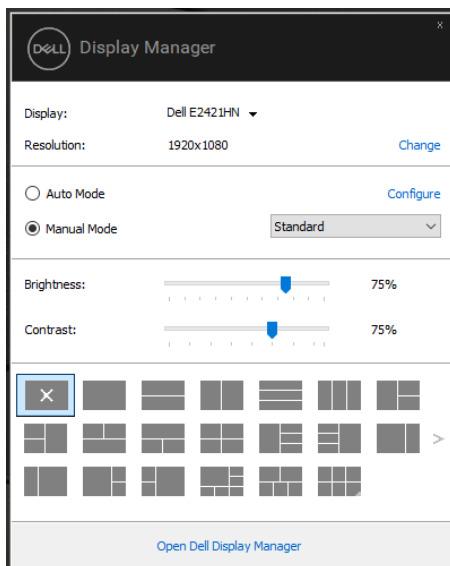 x
DELL Display Manager
Display: Dell E2421HN
Resolution: 1920x1080 Change
Auto Mode Configure
Manual Mode Standard
Brightness: 75%
Contrast: 75%
Open Dell Display Manager